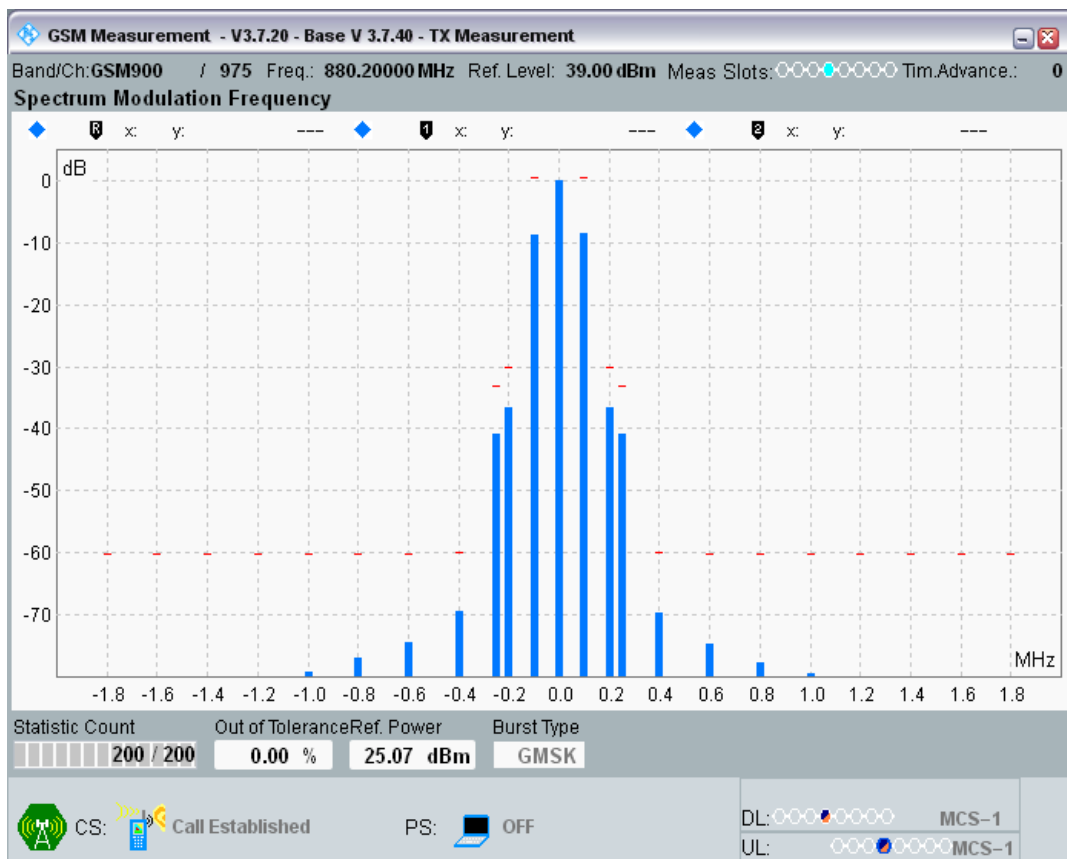 GSM Measurement - V3.7.20 - Base V 3.7.40 - TX Measurement
Band/Ch:GSM900 / 975 Freq.: 880.20000 MHz Ref. Level: 39.00 dBm Meas Slots: Tim.Advance.: 0
Spectrum Modulation Frequency
R x: y: --- 1 x: y: --- 2 x: y: ---
dB
0
-10
-20
-30
-40
-50
-60
-70
MHz
-1.8 -1.6 -1.4 -1.2 -1.0 -0.8 -0.6 -0.4 -0.2 0.0 0.2 0.4 0.6 0.8 1.0 1.2 1.4 1.6 1.8
Statistic Count Out of Tolerance Ref. Power Burst Type
200 / 200 0.00 % 25.07 dBm GMSK
CS: Call Established PS: OFF
DL: MCS-1
UL: MCS-1